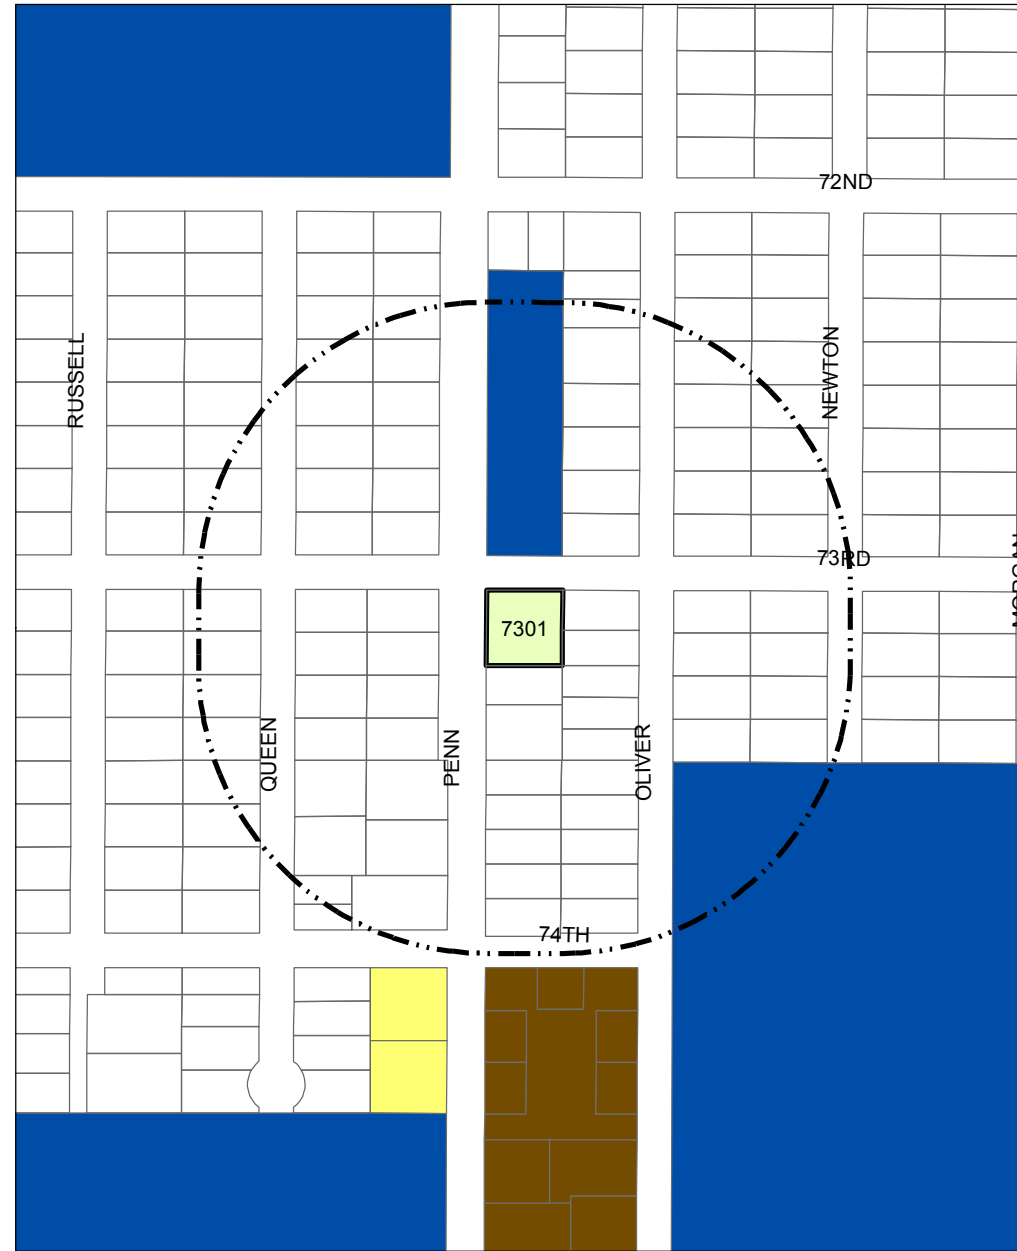 72ND
RUSSELL
NEWTON
73RD
7301
QUEEN
PENN
OLIVER
74TH